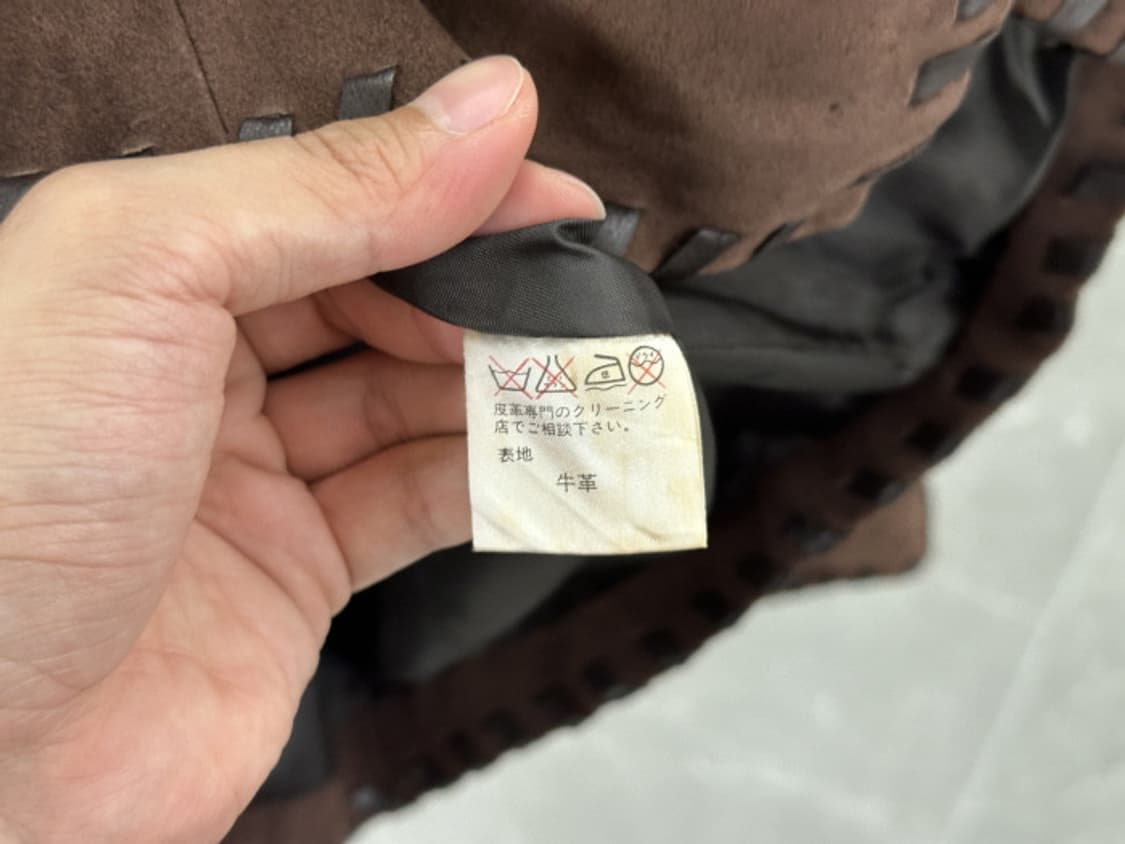 皮革専門のクリーニング
店でご相談下さい。
表地
牛革